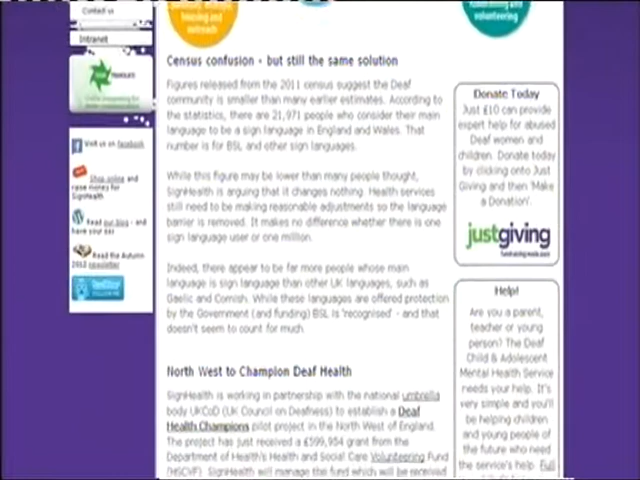 Contact us
Intranet
Visit us on facebook
Shop online and
raise money for
SignHealth
Read our blog - and
have your say
Read the Autumn
2012 newsletter
twitter
volunteering
Census confusion - but still the same solution
Figures released from the 2011 census suggest the Deaf
community is smaller than many earlier estimates. According to
the statistics, there are 21,971 people who consider their main
language to be a sign language in England and Wales. That
number is for BSL and other sign languages.
While this figure may be lower than many people thought,
SignHealth is arguing that it changes nothing. Health services
still need to be making reasonable adjustments so the language
barrier is removed. It makes no difference whether there is one
sign language user or one million.
Indeed, there appear to be far more people whose main
language is sign language than other UK languages, such as
Gaelic and Cornish. While these languages are offered protection
by the Government (and funding) BSL is 'recognised' - and that
doesn't seem to count for much.
North West to Champion Deaf Health
SignHealth is working in partnership with the national umbrella
body UKCoD (UK Council on Deafness) to establish a Deaf
Health Champions pilot project in the North West of England.
The project has just received a £599,954 grant from the
Department of Health's Health and Social Care Volunteering Fund
(HSCVF). SignHealth will manage the fund which will be received
Donate Today
Just £10 can provide
expert help for abused
Deaf women and
children. Donate today
by clicking onto Just
Giving and then 'Make
a Donation'.
justgiving
Help!
Are you a parent,
teacher or young
person? The Deaf
Child & Adolescent
Mental Health Service
needs your help. It's
very simple and you'll
be helping children
and young people of
the future who need
the service's help. Full